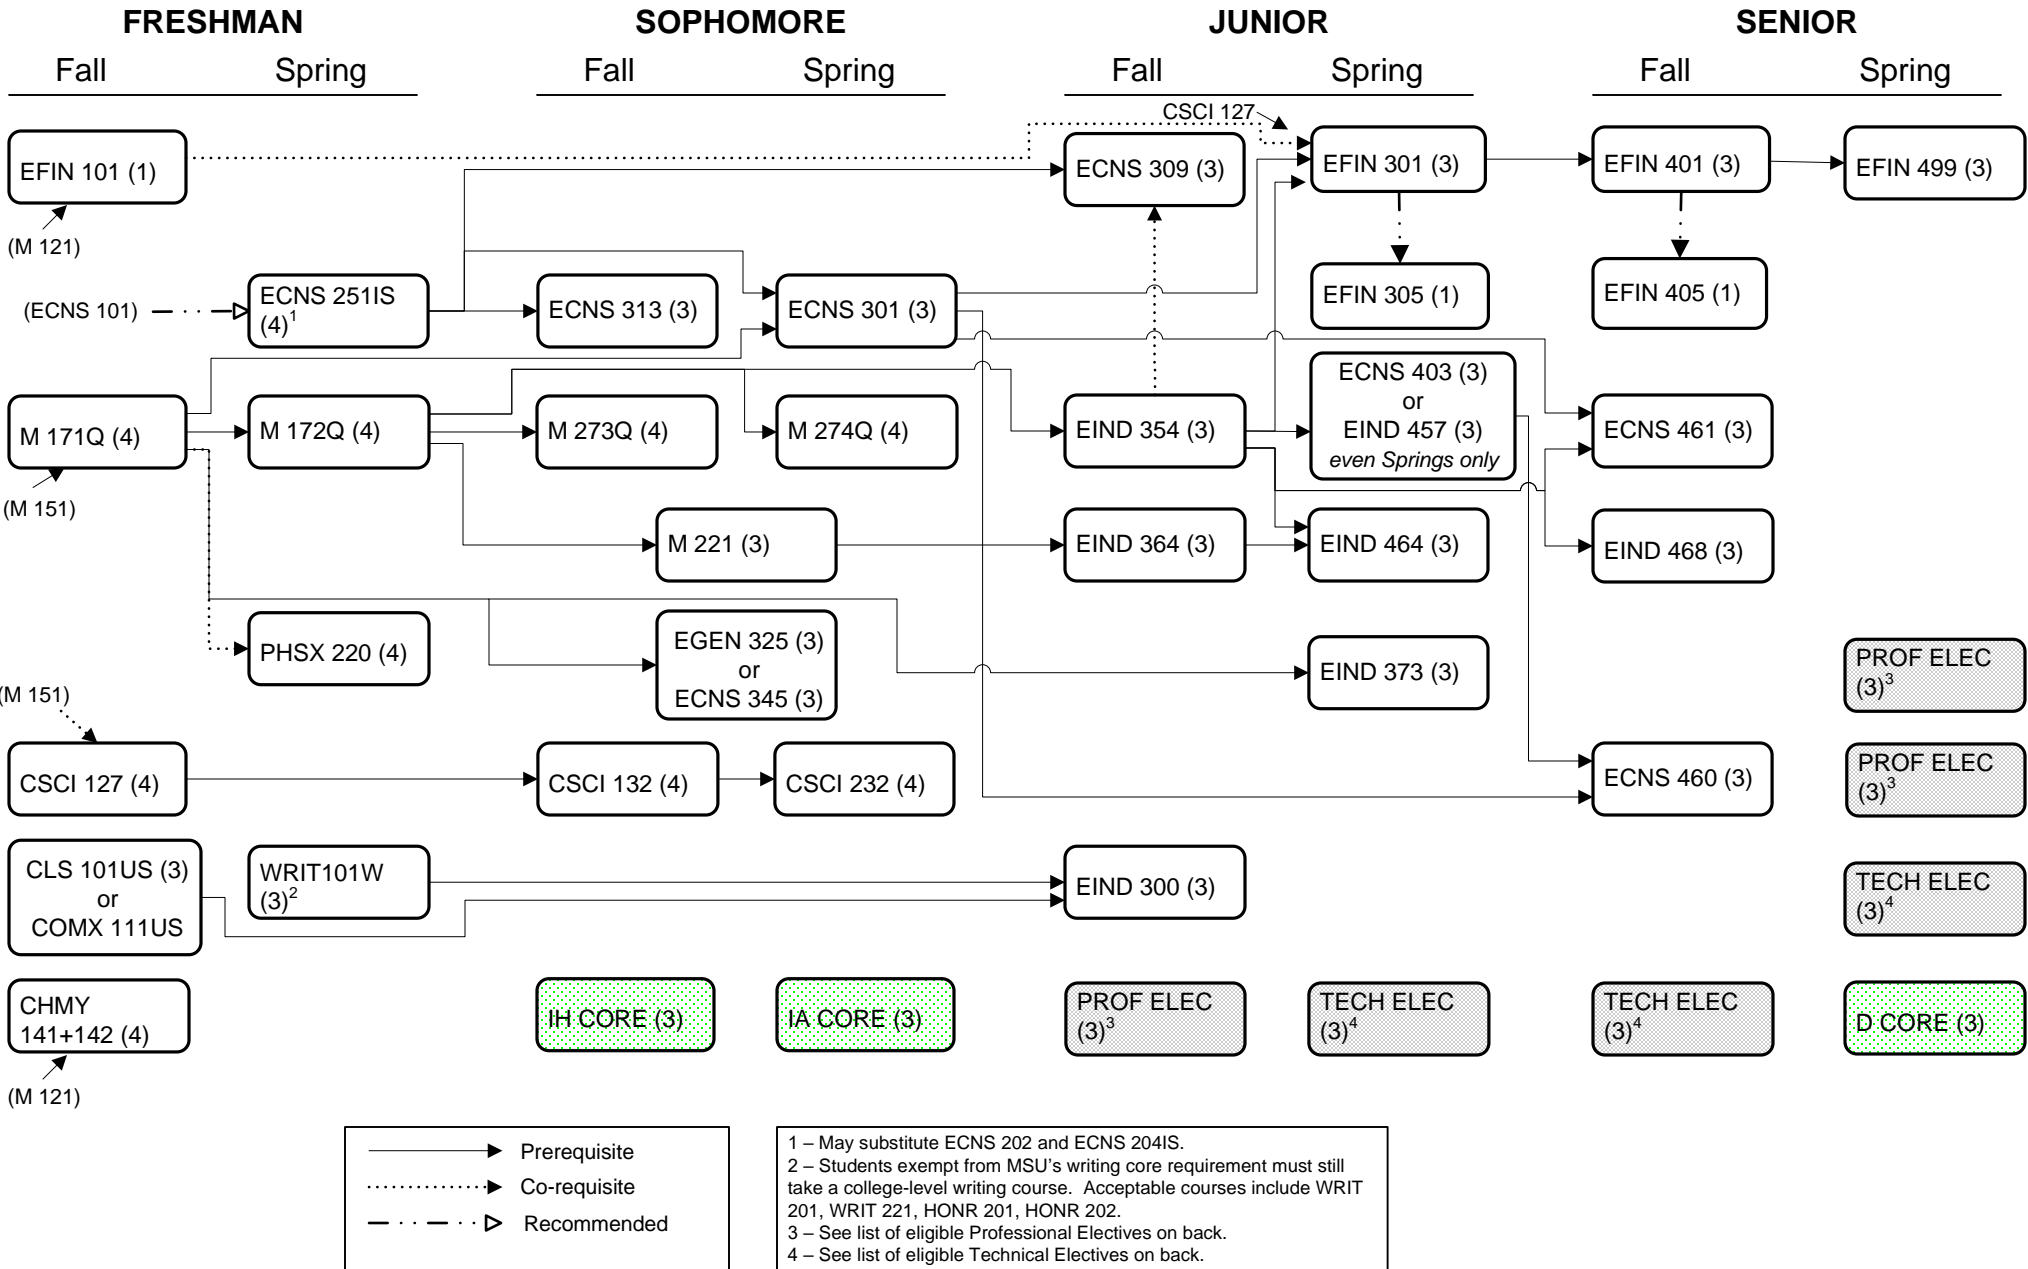 FRESHMAN SOPHOMORE JUNIOR SENIOR
Fall Spring Fall Spring Fall Spring Fall Spring
CSCI 127
EFIN 101 (1)
ECNS 309 (3)
EFIN 301 (3)
EFIN 401 (3)
EFIN 499 (3)
(M 121)
(ECNS 101)
ECNS 251IS
(4)1
ECNS 313 (3)
ECNS 301 (3)
EFIN 305 (1)
EFIN 405 (1)
M 171Q (4)
M 172Q (4)
M 273Q (4)
M 274Q (4)
EIND 354 (3)
ECNS 403 (3)
or
EIND 457 (3)
even Springs only
ECNS 461 (3)
(M 151)
M 221 (3)
EIND 364 (3)
EIND 464 (3)
EIND 468 (3)
PHSX 220 (4)
EGEN 325 (3)
or
ECNS 345 (3)
EIND 373 (3)
PROF ELEC
(3)3
(M 151)
CSCI 127 (4)
CSCI 132 (4)
CSCI 232 (4)
ECNS 460 (3)
PROF ELEC
(3)3
CLS 101US (3)
or
COMX 111US
WRIT101W
(3)2
EIND 300 (3)
TECH ELEC
(3)4
CHMY
141+142 (4)
IH CORE (3)
IA CORE (3)
PROF ELEC
(3)3
TECH ELEC
(3)4
TECH ELEC
(3)4
D CORE (3)
(M 121)
Prerequisite
Co-requisite
Recommended
1 – May substitute ECNS 202 and ECNS 204IS.
2 – Students exempt from MSU’s writing core requirement must still
take a college-level writing course. Acceptable courses include WRIT
201, WRIT 221, HONR 201, HONR 202.
3 – See list of eligible Professional Electives on back.
4 – See list of eligible Technical Electives on back.